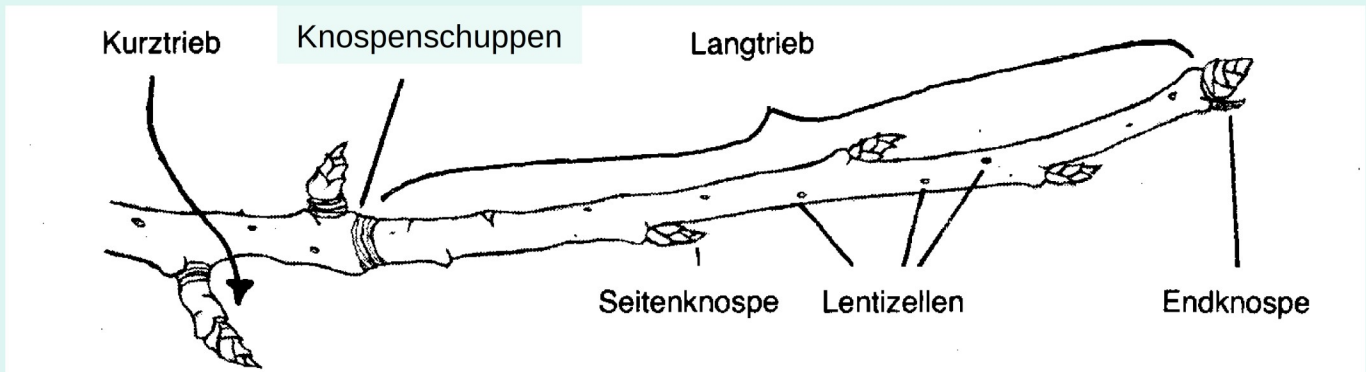 Kurztrieb
Knospenschuppen
Langtrieb
Seitenknospe
Lentizellen
Endknospe